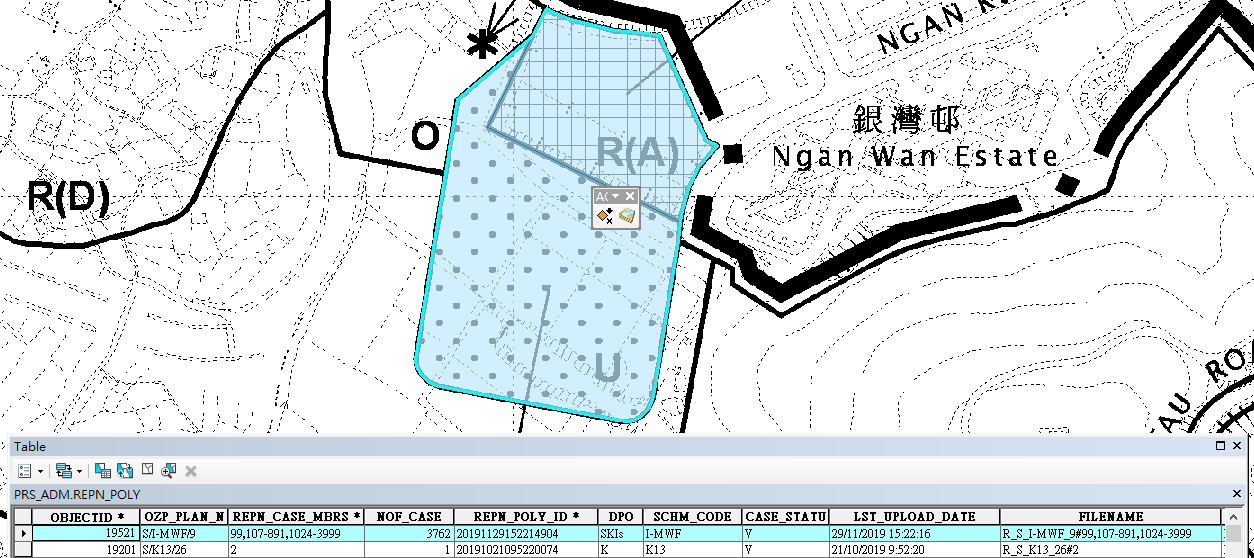 NGAN K
銀灣邨
Ngan Wan Estate
O
R(A)
R(D)
U
ROA
AU
Table
PRS_ADM.REPN_POLY
OBJECTID * OZP_PLAN_N REPN_CASE_MBRS * NOF_CASE REPN_POLY_ID * DPO SCHM_CODE CASE_STATU LST_UPLOAD_DATE FILENAME
19521 S/I-MWF/9 99,107-891,1024-3999 3762 20191129152214904 SKIs I-MWF V 29/11/2019 15:22:16 R_S_I-MWF_9#99,107-891,1024-3999
19201 S/K13/26 2 1 20191021095220074 K K13 V 21/10/2019 9:52:20 R_S_K13_26#2